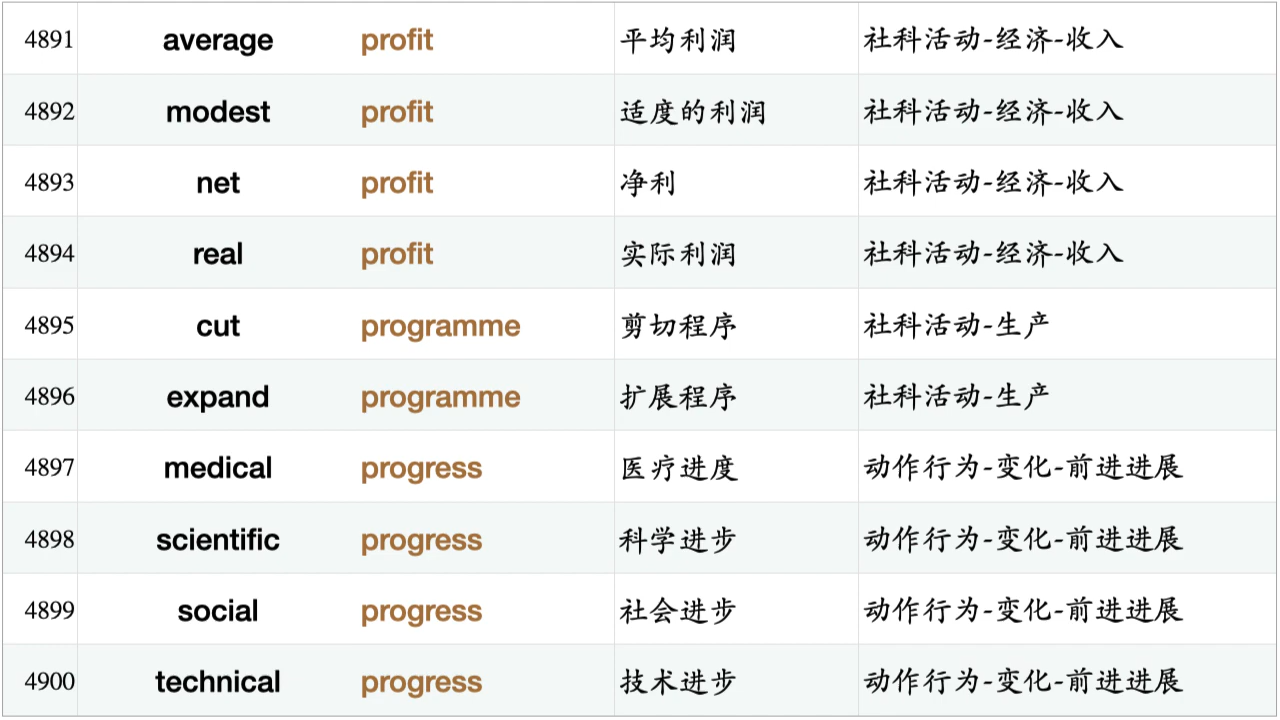 4891 average profit 平均利润 社科活动-经济-收入
4892 modest profit 适度的利润 社科活动-经济-收入
4893 net profit 净利 社科活动-经济-收入
4894 real profit 实际利润 社科活动-经济-收入
4895 cut programme 剪切程序 社科活动-生产
4896 expand programme 扩展程序 社科活动-生产
4897 medical progress 医疗进度 动作行为-变化-前进进展
4898 scientific progress 科学进步 动作行为-变化-前进进展
4899 social progress 社会进步 动作行为-变化-前进进展
4900 technical progress 技术进步 动作行为-变化-前进进展